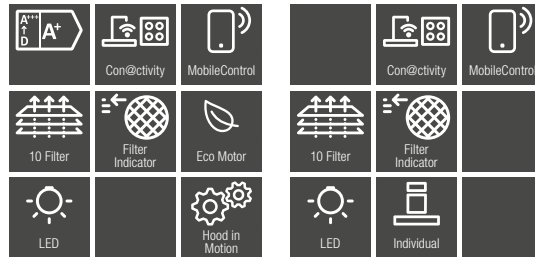 A+++
↑
D
A+
Con@ctivity
MobileControl
Con@ctivity
MobileControl
10 Filter
Filter
Indicator
Eco Motor
10 Filter
Filter
Indicator
LED
Hood in
Motion
LED
Individual